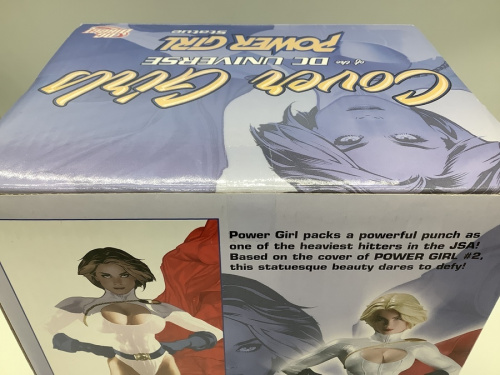 Cover Girls
of the DC UNIVERSE
POWER GIRL
Statue
Power Girl packs a powerful punch as
one of the heaviest hitters in the JSA!
Based on the cover of POWER GIRL #2,
this statuesque beauty dares to defy!